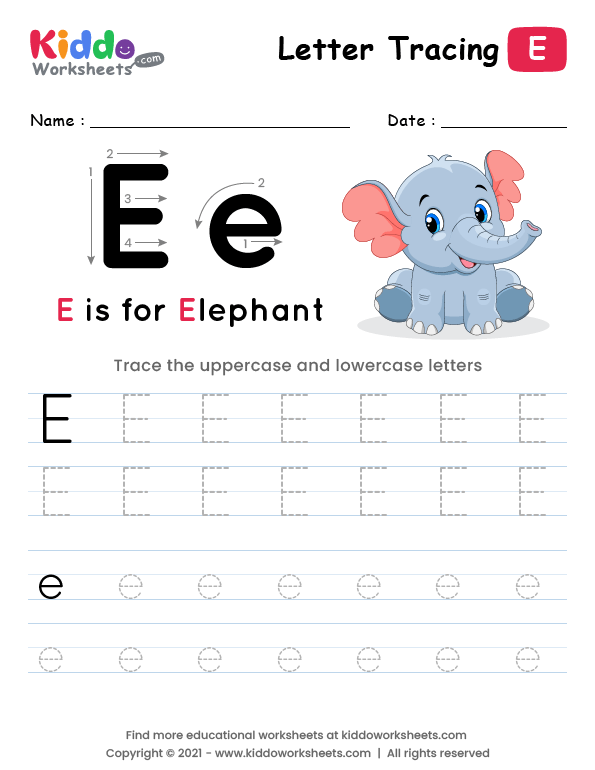 Kiddo
Worksheets.com
Letter Tracing E
Name : Date :
2
1
3
4
E
2
1
e
E is for Elephant
Trace the uppercase and lowercase letters
E E E E E E E
E E E E E E E
e e e e e e e
e e e e e e e
Find more educational worksheets at kiddoworksheets.com
Copyright © 2021 - www.kiddoworksheets.com | All rights reserved